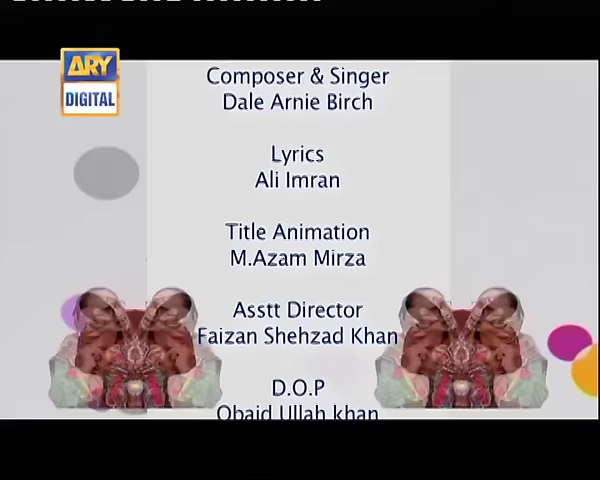 ARY
DIGITAL
Composer & Singer
Dale Arnie Birch
Lyrics
Ali Imran
Title Animation
M.Azam Mirza
Asstt Director
Faizan Shehzad Khan
D.O.P
Obaid Ullah khan